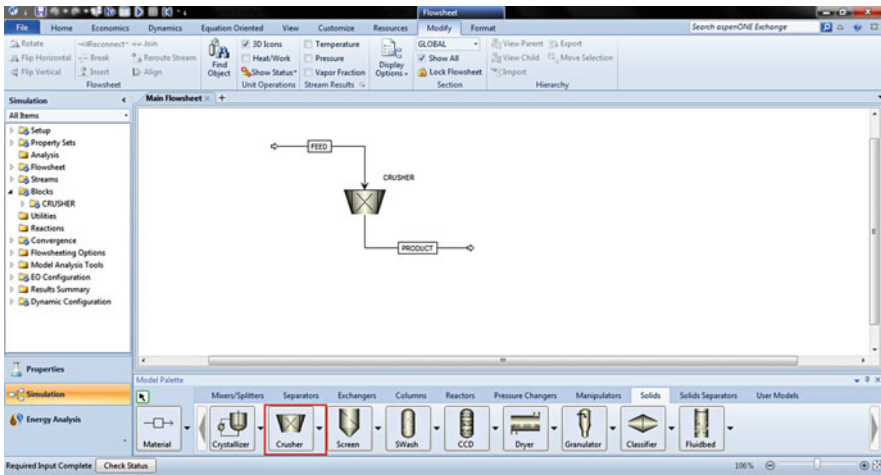 Flowsheet
File Home Economics Dynamics Equation Oriented View Customize Resources Modify Format Search aspenONE Exchange
Rotate Reconnect Join
Flip Horizontal Break Reroute Stream
Flip Vertical Insert Align
Find Object
3D Icons
Heat/Work
Show Status
Temperature
Pressure
Vapor Fraction
Display Options
GLOBAL
Show All
Lock Flowsheet
View Parent Export
View Child Move Selection
Import
Flowsheet Unit Operations Stream Results Section Hierarchy
Simulation
Main Flowsheet × +
All Items
Setup
Property Sets
Analysis
Flowsheet
Streams
Blocks
CRUSHER
Utilities
Reactions
Convergence
Flowsheeting Options
Model Analysis Tools
EO Configuration
Results Summary
Dynamic Configuration
FEED
CRUSHER
PRODUCT
Properties
Simulation
Energy Analysis
Model Palette
Mixers/Splitters Separators Exchangers Columns Reactors Pressure Changers Manipulators Solids Solids Separators User Models
Material Crystallizer Crusher Screen SWash CCD Dryer Granulator Classifier Fluidbed
Required Input Complete Check Status 106%